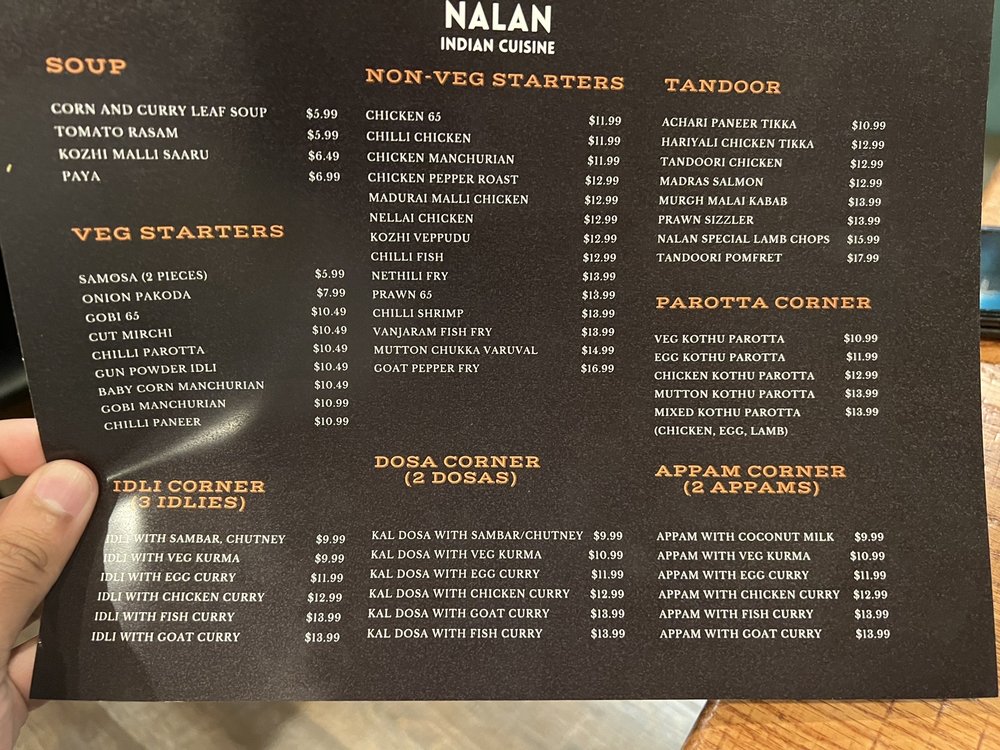 NALAN
INDIAN CUISINE
SOUP
CORN AND CURRY LEAF SOUP $5.99
TOMATO RASAM $5.99
KOZHI MALLI SAARU $6.49
PAYA $6.99
VEG STARTERS
SAMOSA (2 PIECES) $5.99
ONION PAKODA $7.99
GOBI 65 $10.49
CUT MIRCHI $10.49
CHILLI PAROTTA $10.49
GUN POWDER IDLI $10.49
BABY CORN MANCHURIAN $10.49
GOBI MANCHURIAN $10.99
CHILLI PANEER $10.99
IDLI CORNER
(3 IDLIES)
IDLI WITH SAMBAR, CHUTNEY $9.99
IDLI WITH VEG KURMA $9.99
IDLI WITH EGG CURRY $11.99
IDLI WITH CHICKEN CURRY $12.99
IDLI WITH FISH CURRY $13.99
IDLI WITH GOAT CURRY $13.99
NON-VEG STARTERS
CHICKEN 65 $11.99
CHILLI CHICKEN $11.99
CHICKEN MANCHURIAN $11.99
CHICKEN PEPPER ROAST $12.99
MADURAI MALLI CHICKEN $12.99
NELLAI CHICKEN $12.99
KOZHI VEPPUDU $12.99
CHILLI FISH $12.99
NETHILI FRY $13.99
PRAWN 65 $13.99
CHILLI SHRIMP $13.99
VANJARAM FISH FRY $13.99
MUTTON CHUKKA VARUVAL $14.99
GOAT PEPPER FRY $16.99
DOSA CORNER
(2 DOSAS)
KAL DOSA WITH SAMBAR/CHUTNEY $9.99
KAL DOSA WITH VEG KURMA $10.99
KAL DOSA WITH EGG CURRY $11.99
KAL DOSA WITH CHICKEN CURRY $12.99
KAL DOSA WITH GOAT CURRY $13.99
KAL DOSA WITH FISH CURRY $13.99
TANDOOR
ACHARI PANEER TIKKA $10.99
HARIYALI CHICKEN TIKKA $12.99
TANDOORI CHICKEN $12.99
MADRAS SALMON $12.99
MURGH MALAI KABAB $13.99
PRAWN SIZZLER $13.99
NALAN SPECIAL LAMB CHOPS $15.99
TANDOORI POMFRET $17.99
PAROTTA CORNER
VEG KOTHU PAROTTA $10.99
EGG KOTHU PAROTTA $11.99
CHICKEN KOTHU PAROTTA $12.99
MUTTON KOTHU PAROTTA $13.99
MIXED KOTHU PAROTTA $13.99
(CHICKEN, EGG, LAMB)
APPAM CORNER
(2 APPAMS)
APPAM WITH COCONUT MILK $9.99
APPAM WITH VEG KURMA $10.99
APPAM WITH EGG CURRY $11.99
APPAM WITH CHICKEN CURRY $12.99
APPAM WITH FISH CURRY $13.99
APPAM WITH GOAT CURRY $13.99